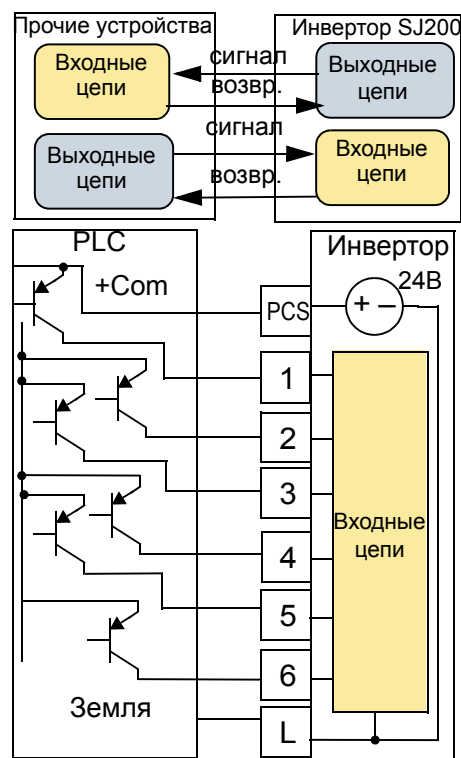 Прочие устройства
Инвертор SJ200
Входные
цепи
сигнал
возвр.
Выходные
цепи
Выходные
цепи
сигнал
возвр.
Входные
цепи
PLC
Инвертор
+Com
PCS
+ –
24В
1
2
3
4
5
6
L
Входные
цепи
Земля